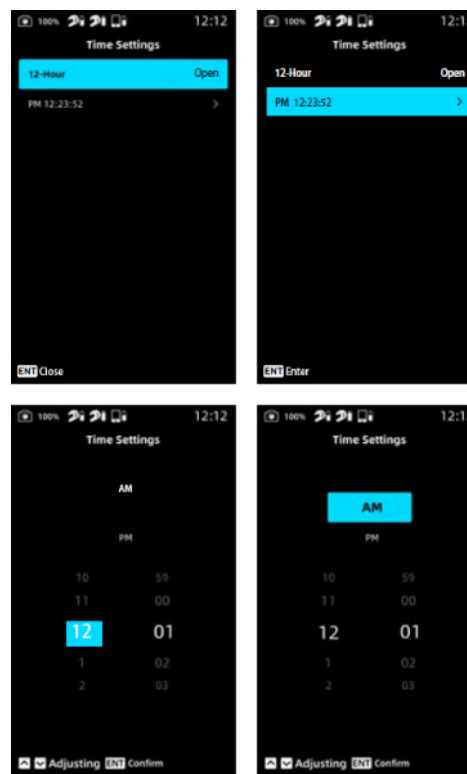 100% 12:12
Time Settings
12-Hour Open
PM 12:23:52 >
ENT Close
100% 12:1
Time Settings
12-Hour Open
PM 12:23:52 >
ENT Enter
100% 12:12
Time Settings
AM
PM
10 59
11 00
12 01
1 02
2 03
Adjusting ENT Confirm
100% 12:1
Time Settings
AM
PM
10 59
11 00
12 01
1 02
2 03
Adjusting ENT Confirm